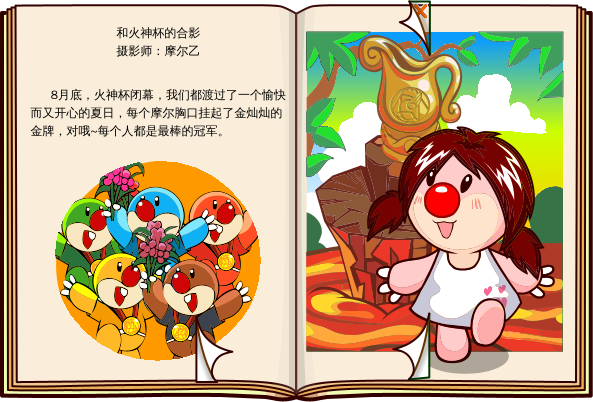 和火神杯的合影
摄影师：摩尔乙
8月底，火神杯闭幕，我们都渡过了一个愉快
而又开心的夏日，每个摩尔胸口挂起了金灿灿的
金牌，对哦~每个人都是最棒的冠军。